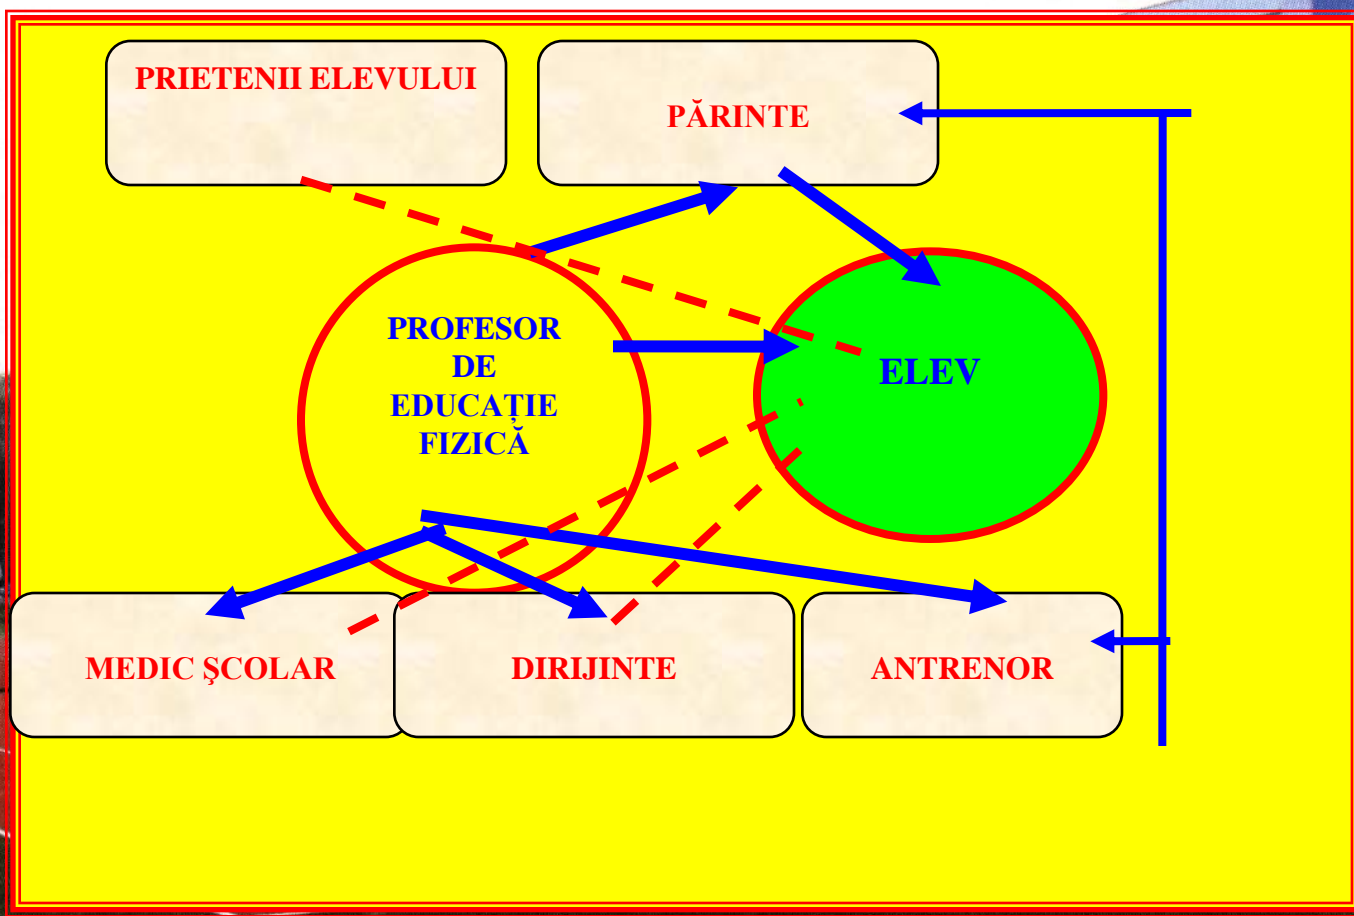 PRIETENII ELEVULUI
PĂRINTE
PROFESOR
DE
EDUCAȚIE
FIZICĂ
ELEV
MEDIC ŞCOLAR
DIRIJINTE
ANTRENOR